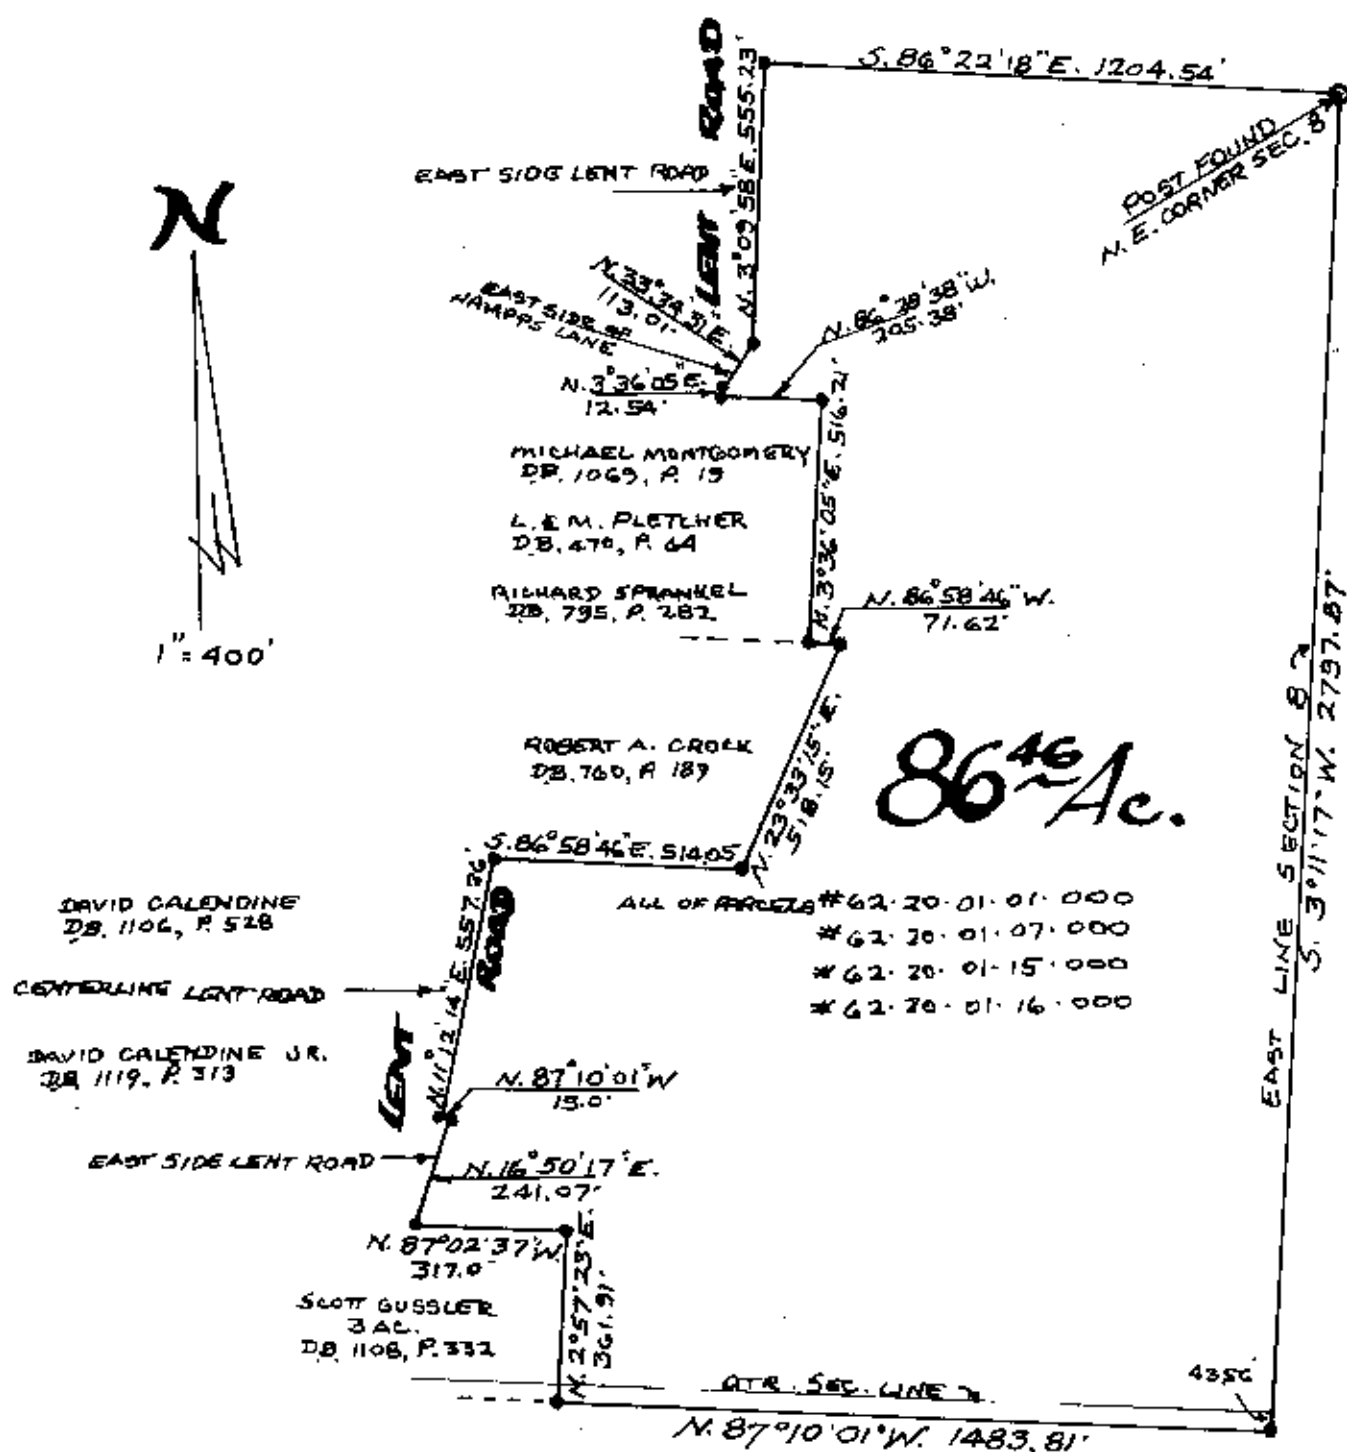 S. 86°22'18"E. 1204.54'
LENT ROAD
N. 3°09'58"E. 555.23'
EAST SIDE LENT ROAD
POST FOUND
N. E. CORNER SEC. 8
N
1"= 400'
N. 33°34'31"E.
113.01'
EAST SIDE OF
HAMPPS LANE
N. 86°38'38"W.
205.38'
N. 3°36'05"E.
12.54'
N. 3°36'05"E. 516.21'
MICHAEL MONTGOMERY
DB. 1069, P. 19
L. & M. PLETCHER
DB. 470, P. 64
RICHARD SPRANKEL
DB. 795, P. 282
N. 86°58'46"W.
71.62'
EAST LINE SECTION 8
S. 3°11'17"W. 2797.87'
ROBERT A. CROCK
DB. 760, P. 189
N. 23°33'15"E.
518.15'
86 46 Ac.
S. 86°58'46"E. 514.05'
ALL OF PARCELS #62·20·01·01·000
#62·20·01·07·000
#62·20·01·15·000
#62·20·01·16·000
DAVID CALENDINE
DB. 1106, P. 528
CENTERLINE LENT ROAD
DAVID CALENDINE JR.
DB. 1119, P. 313
N. 11°12'14"E. 557.26'
LENT ROAD
N. 87°10'01"W
19.0'
EAST SIDE LENT ROAD
N. 16°50'17"E.
241.07'
N. 87°02'37"W.
317.0'
N. 2°57'23"E.
361.91'
SCOTT GUSSLER
3 AC.
DB 1108, P. 332
QTR. SEC. LINE
43.56'
N. 87°10'01"W. 1483.81'